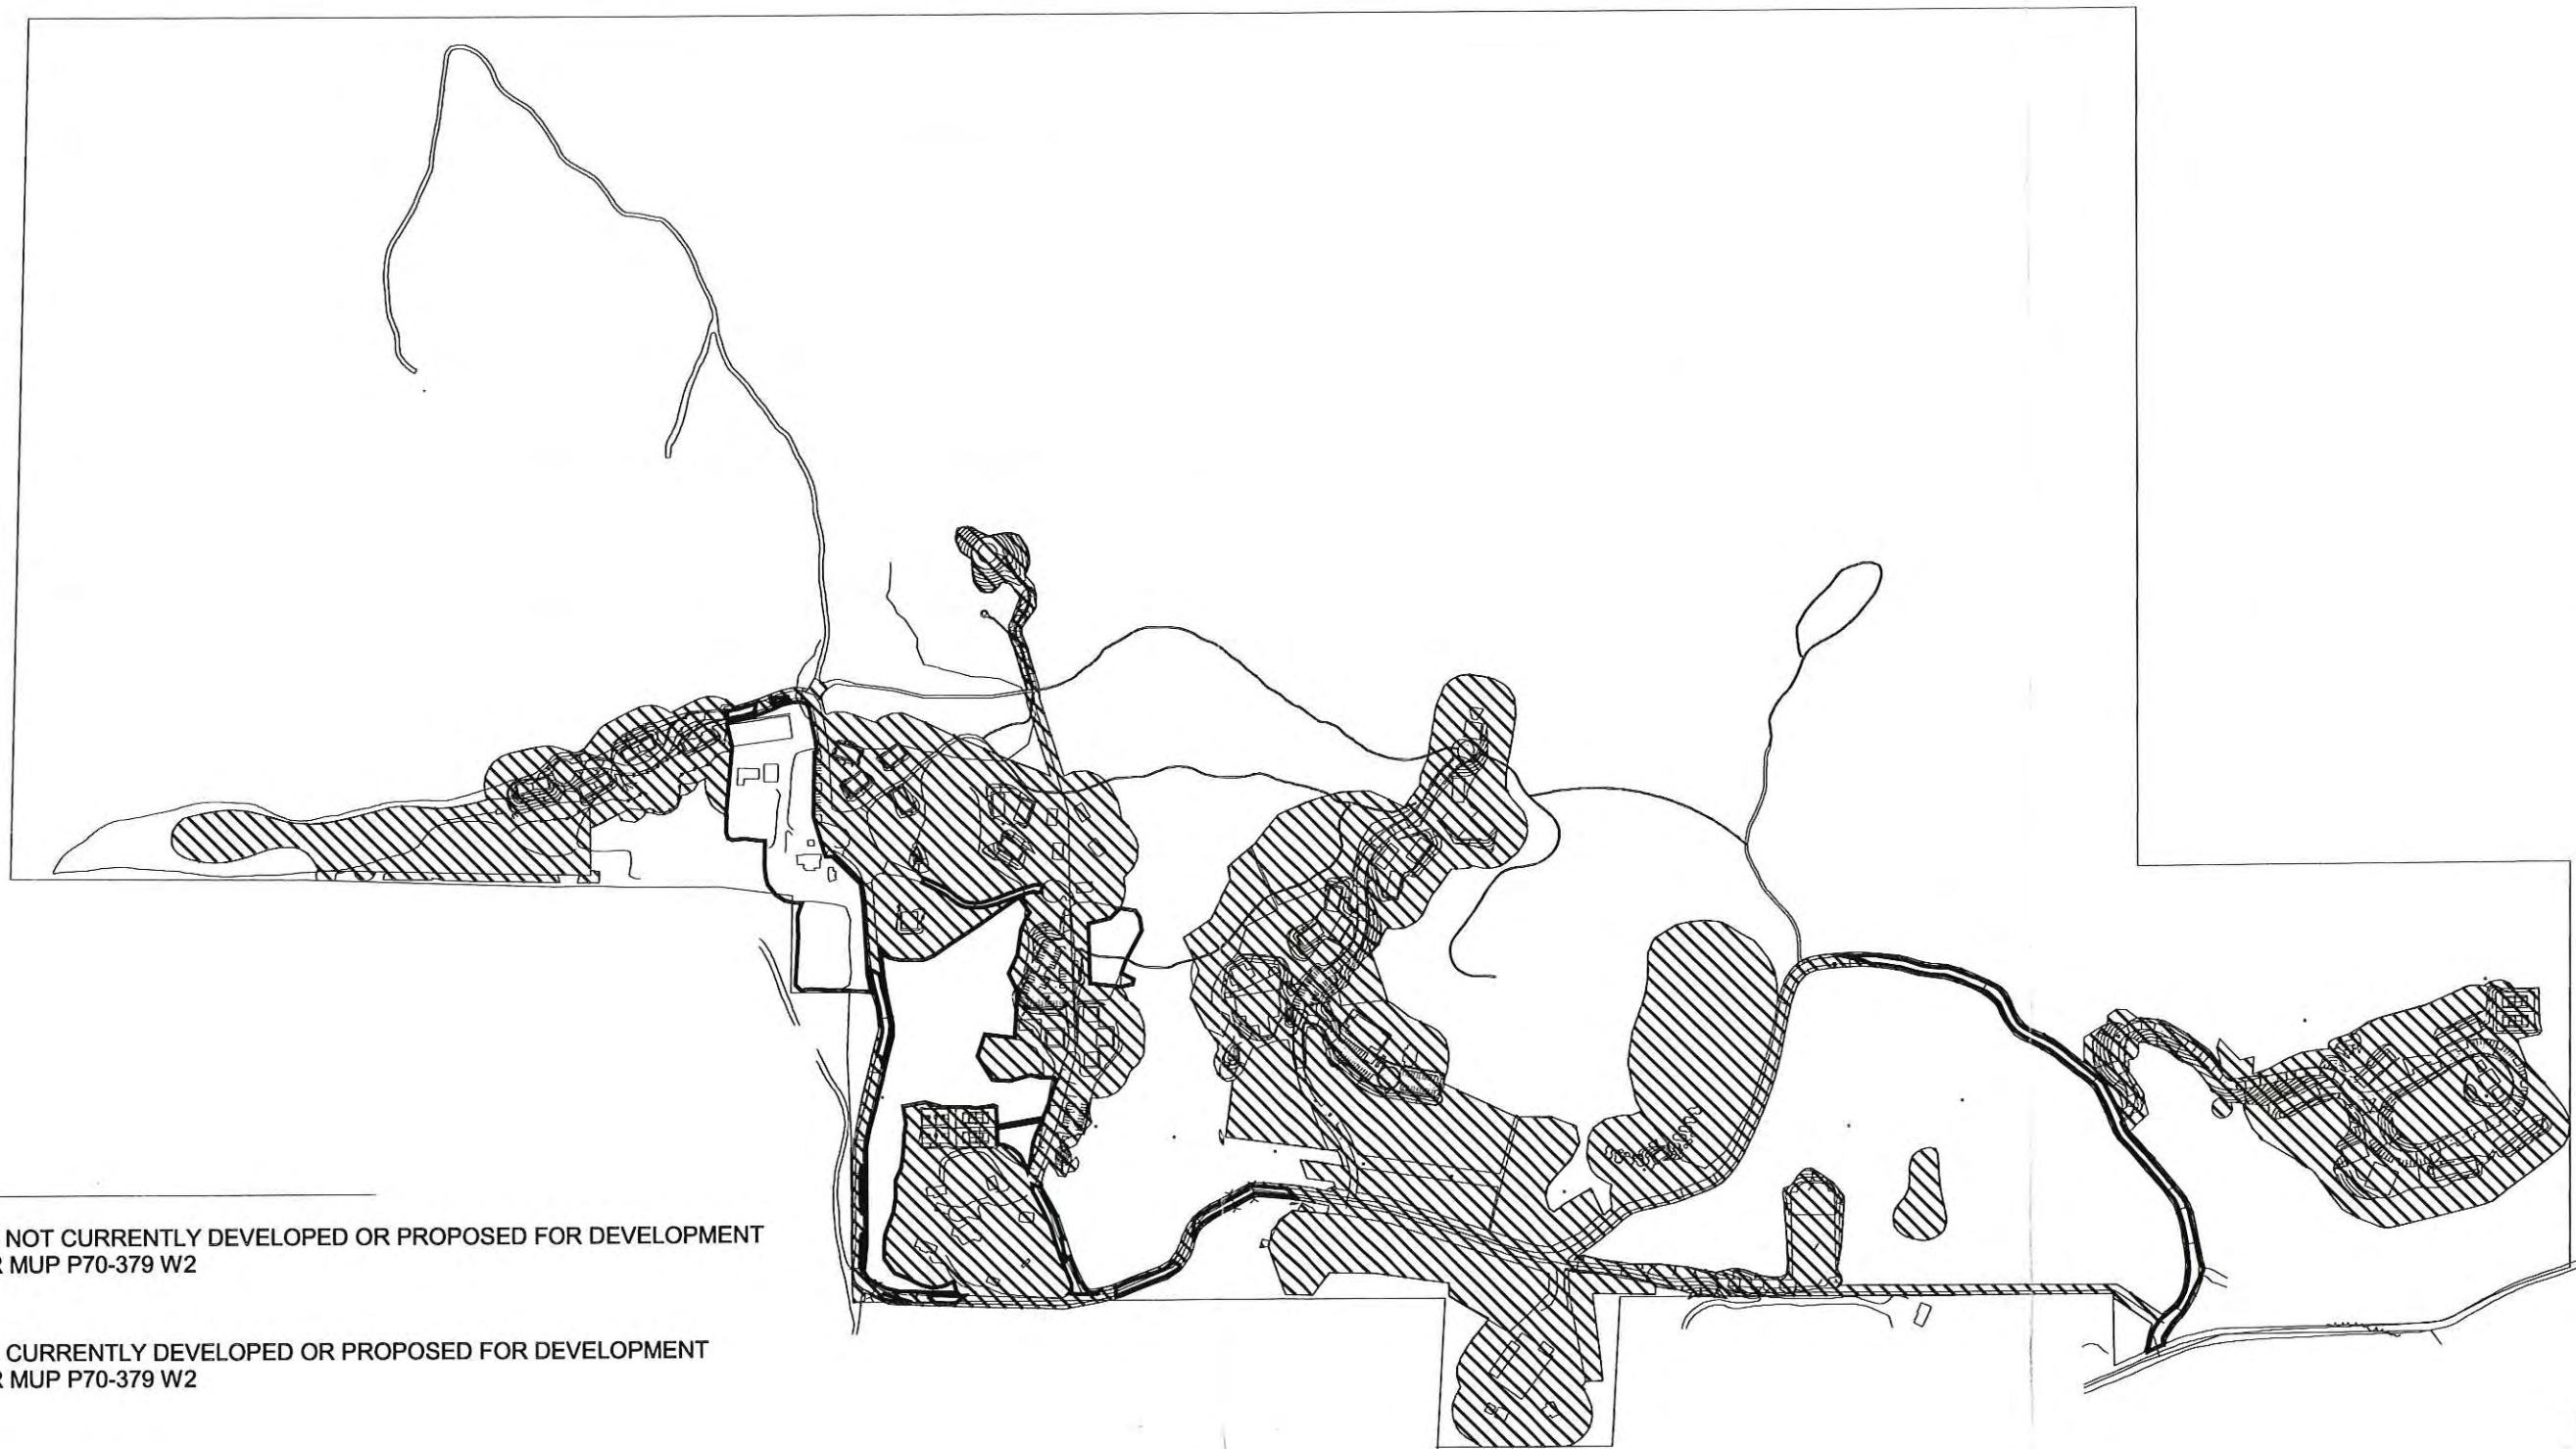 NOT CURRENTLY DEVELOPED OR PROPOSED FOR DEVELOPMENT
MUP P70-379 W2
CURRENTLY DEVELOPED OR PROPOSED FOR DEVELOPMENT
MUP P70-379 W2